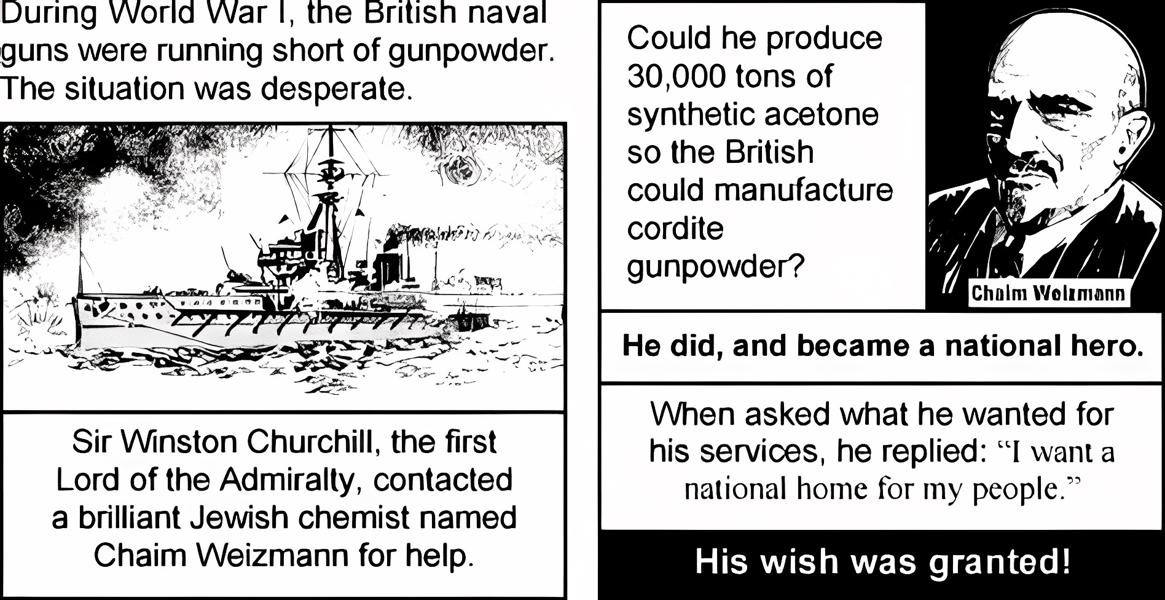 During World War I, the British naval
guns were running short of gunpowder.
The situation was desperate.
Sir Winston Churchill, the first
Lord of the Admiralty, contacted
a brilliant Jewish chemist named
Chaim Weizmann for help.
Could he produce
30,000 tons of
synthetic acetone
so the British
could manufacture
cordite
gunpowder?
Chaim Weizmann
He did, and became a national hero.
When asked what he wanted for
his services, he replied: “I want a
national home for my people.”
His wish was granted!